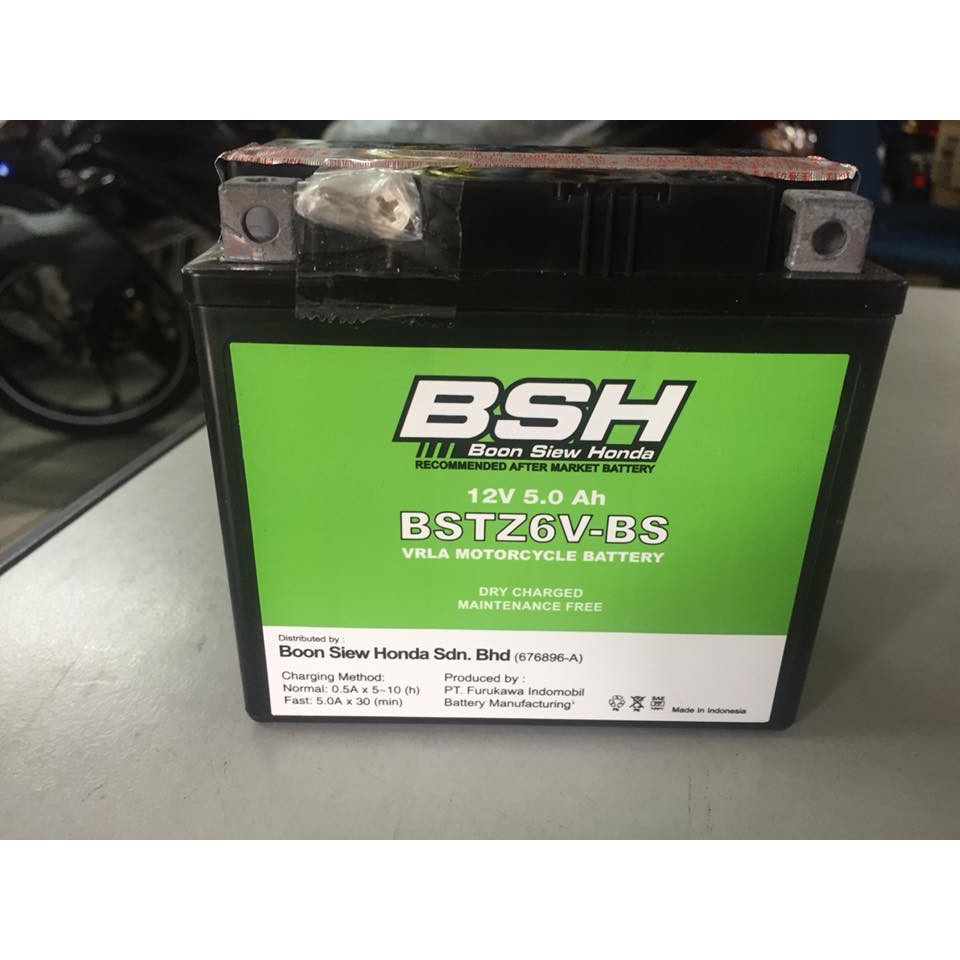 BSH
Boon Siew Honda
RECOMMENDED AFTER MARKET BATTERY
12V 5.0 Ah
BSTZ6V-BS
VRLA MOTORCYCLE BATTERY
DRY CHARGED
MAINTENANCE FREE
Distributed by :
Boon Siew Honda Sdn. Bhd (676896-A)
Charging Method:
Normal: 0.5A x 5~10 (h)
Fast: 5.0A x 30 (min)
Produced by :
PT. Furukawa Indomobil
Battery Manufacturing
Pb
Pb
Made in Indonesia